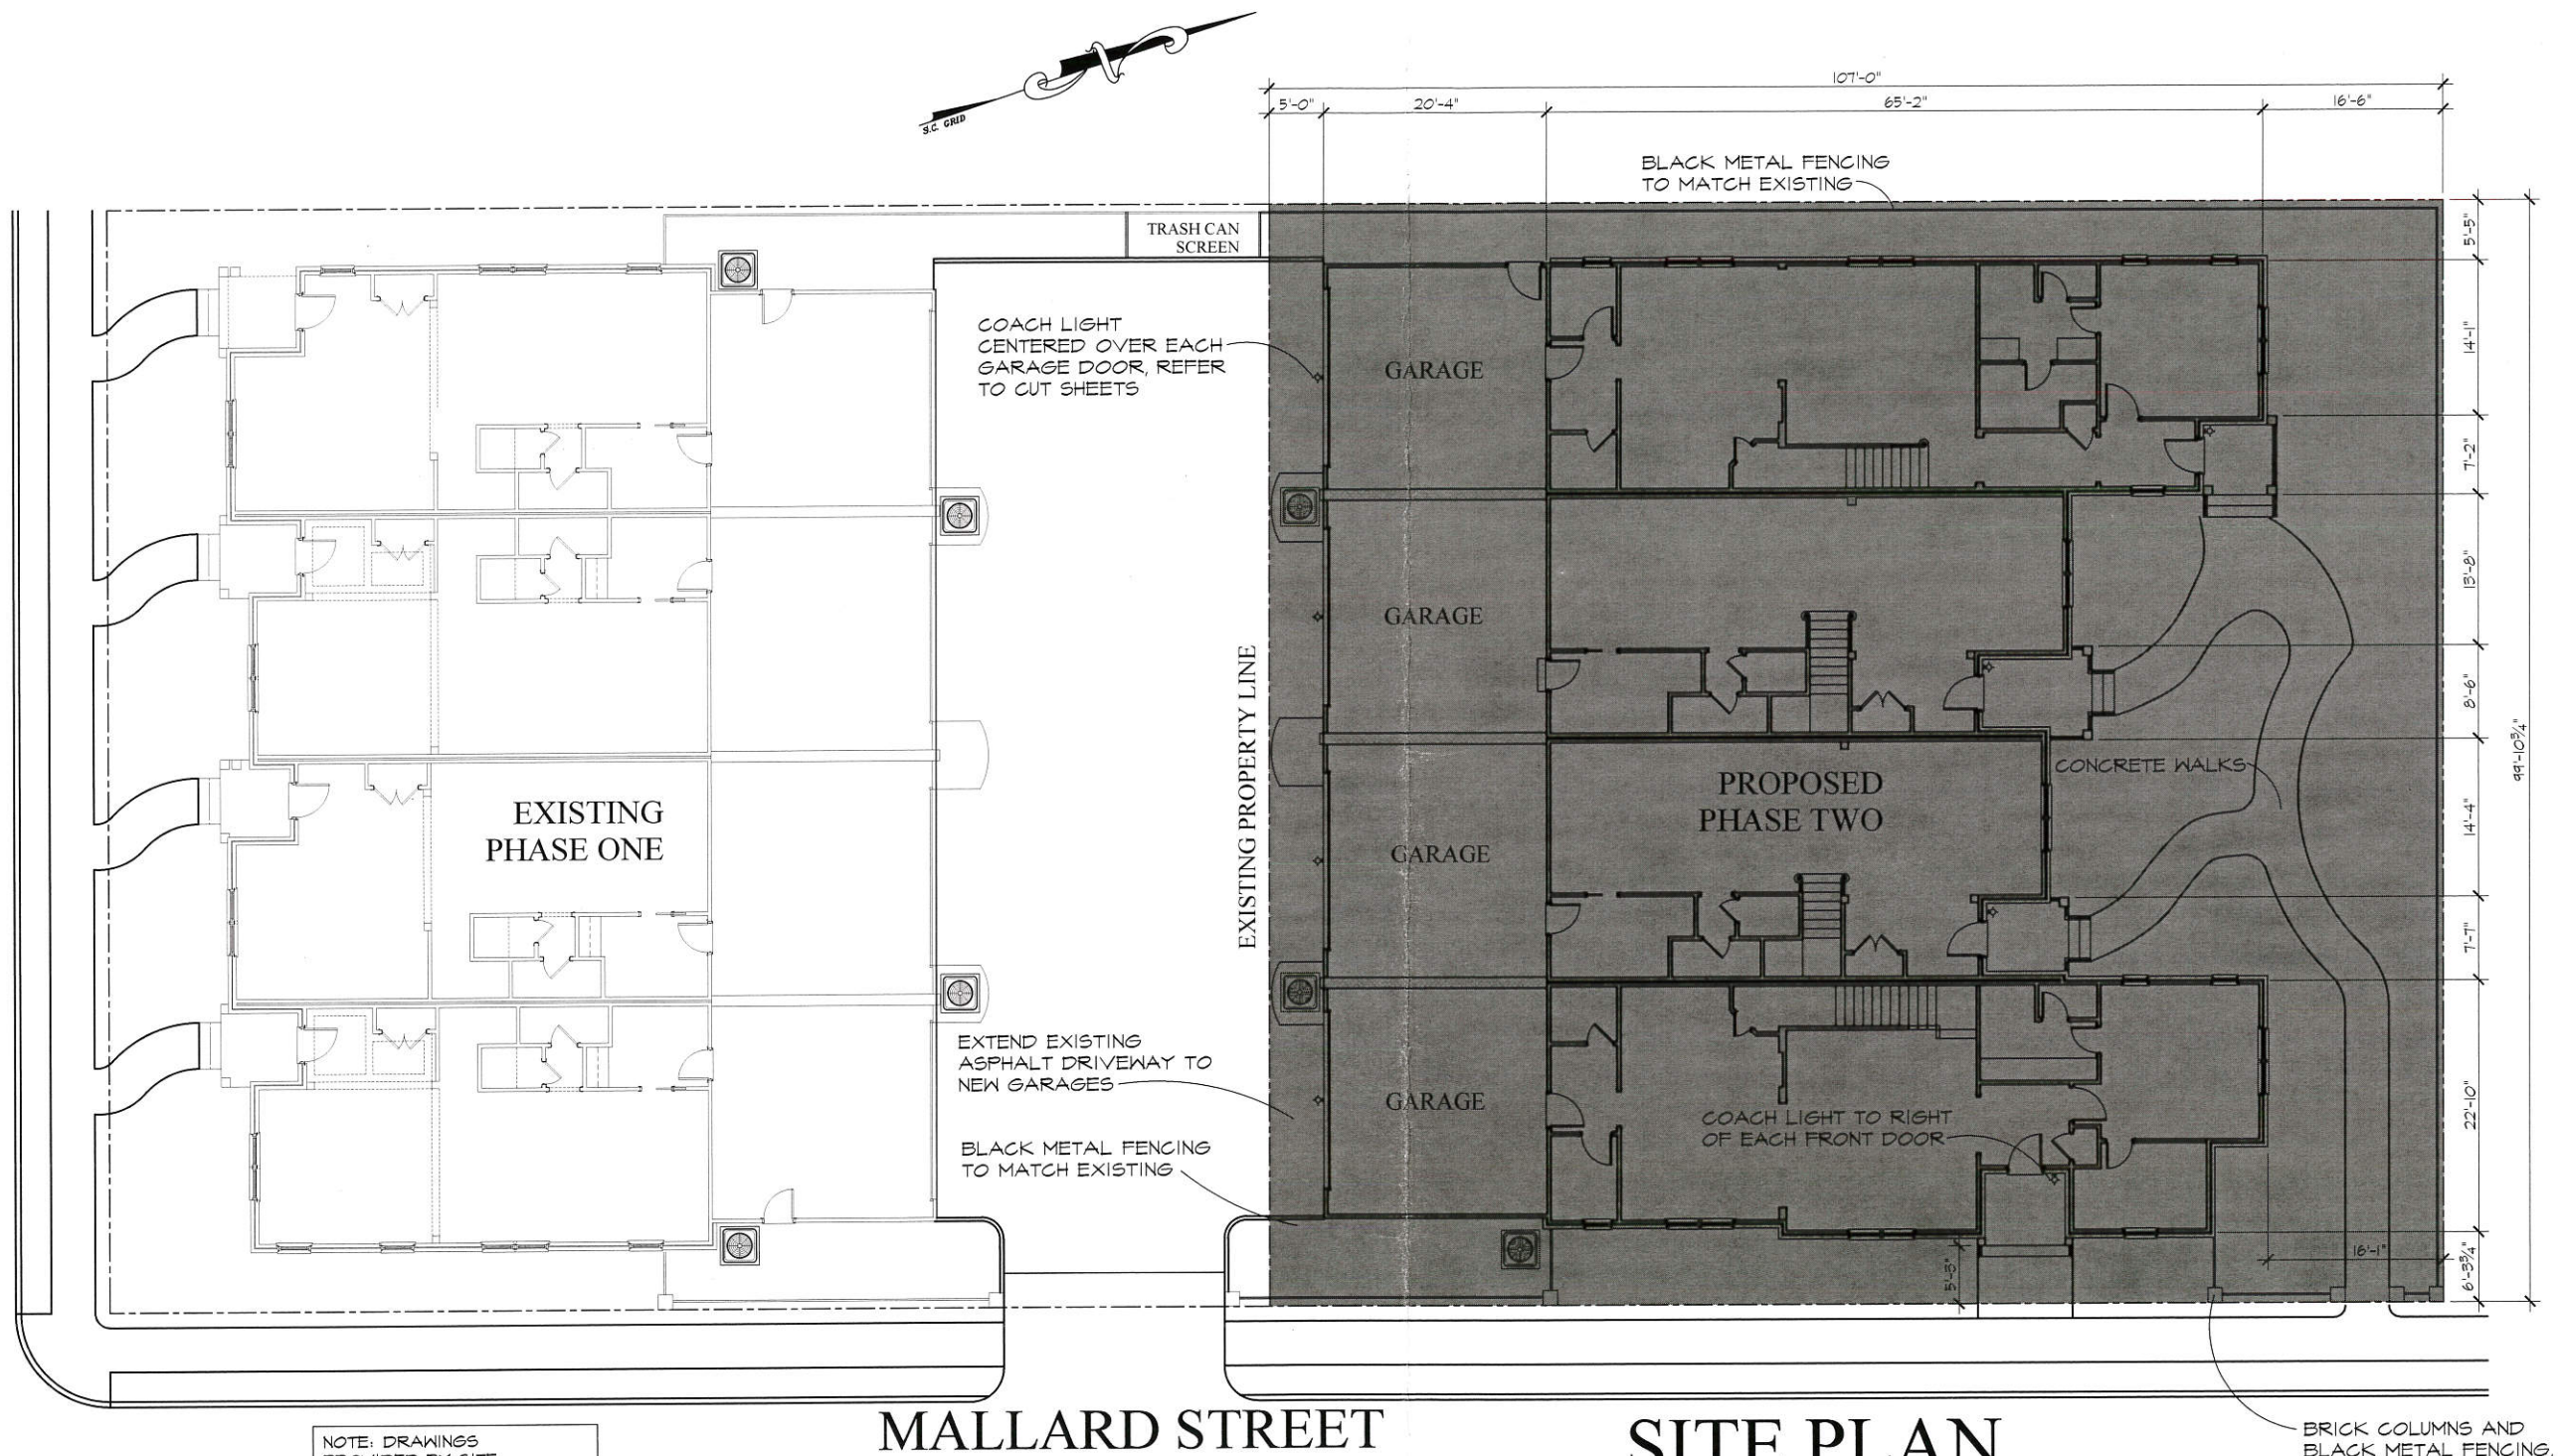 N
S.C. GRID
107'-0"
5'-0"
20'-4"
65'-2"
16'-6"
BLACK METAL FENCING
TO MATCH EXISTING
TRASH CAN
SCREEN
COACH LIGHT
CENTERED OVER EACH
GARAGE DOOR, REFER
TO CUT SHEETS
GARAGE
GARAGE
GARAGE
GARAGE
EXISTING PROPERTY LINE
EXISTING
PHASE ONE
PROPOSED
PHASE TWO
CONCRETE WALKS
5'-5"
14'-1"
7'-2"
13'-8"
8'-6"
14'-4"
7'-7"
22'-10"
6'-3¾"
99'-10¾"
EXTEND EXISTING
ASPHALT DRIVEWAY TO
NEW GARAGES
BLACK METAL FENCING
TO MATCH EXISTING
COACH LIGHT TO RIGHT
OF EACH FRONT DOOR
16'-1"
MALLARD STREET
SITE PLAN
NOTE: DRAWINGS
PROVIDED BY SITE
BRICK COLUMNS AND
BLACK METAL FENCING,